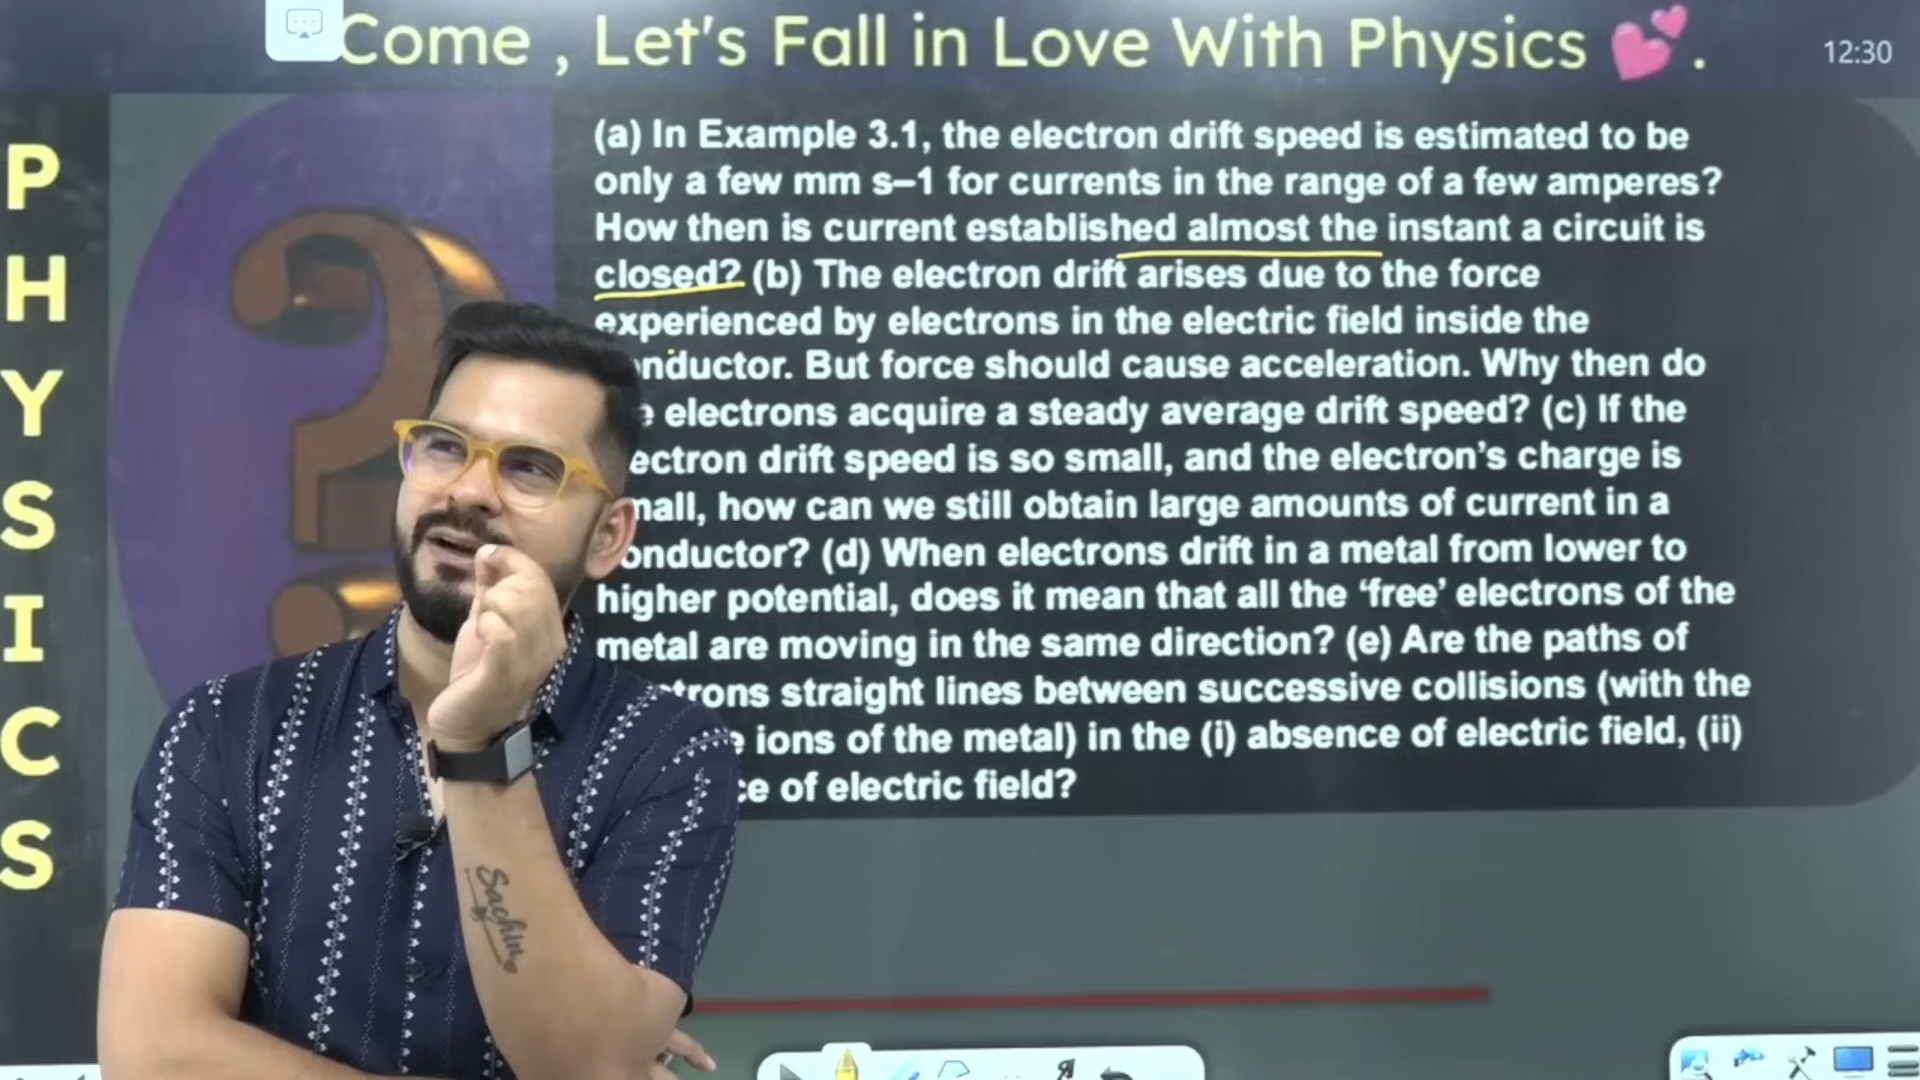 Come , Let's Fall in Love With Physics 💕.
12:30
PHYSICS
(a) In Example 3.1, the electron drift speed is estimated to be
only a few mm s–1 for currents in the range of a few amperes?
How then is current established almost the instant a circuit is
closed? (b) The electron drift arises due to the force
experienced by electrons in the electric field inside the
nductor. But force should cause acceleration. Why then do
e electrons acquire a steady average drift speed? (c) If the
ectron drift speed is so small, and the electron’s charge is
mall, how can we still obtain large amounts of current in a
onductor? (d) When electrons drift in a metal from lower to
higher potential, does it mean that all the ‘free’ electrons of the
metal are moving in the same direction? (e) Are the paths of
trons straight lines between successive collisions (with the
e ions of the metal) in the (i) absence of electric field, (ii)
ce of electric field?
Sachin